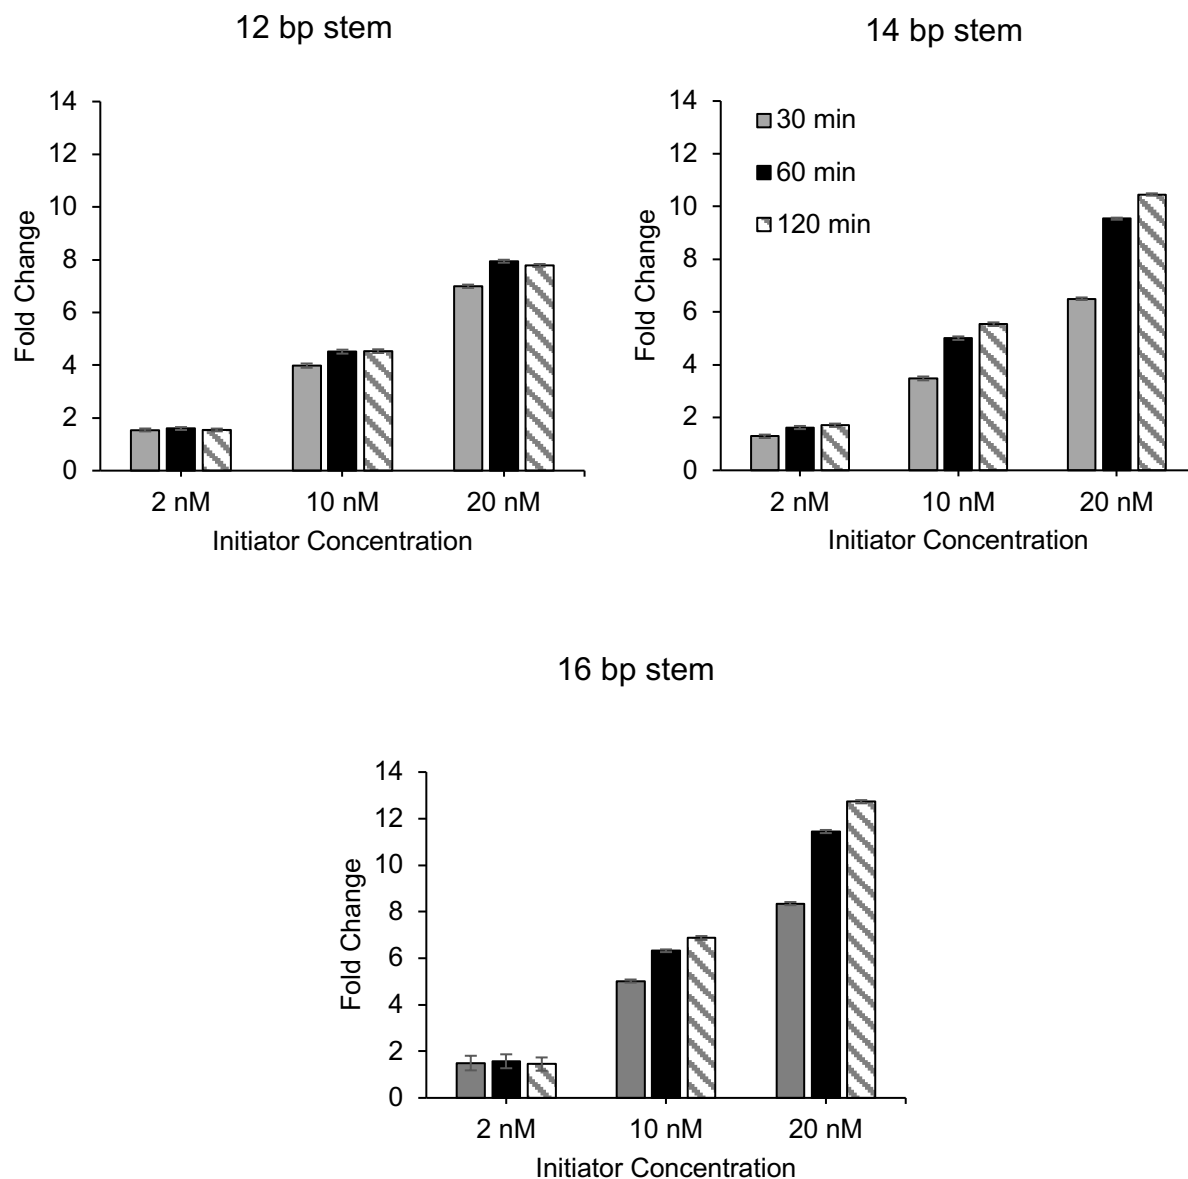 12 bp stem
14
12
10
8
6
4
2
0
Fold Change
2 nM
10 nM
20 nM
Initiator Concentration
14 bp stem
14
12
10
8
6
4
2
0
Fold Change
30 min
60 min
120 min
2 nM
10 nM
20 nM
Initiator Concentration
16 bp stem
14
12
10
8
6
4
2
0
Fold Change
2 nM
10 nM
20 nM
Initiator Concentration